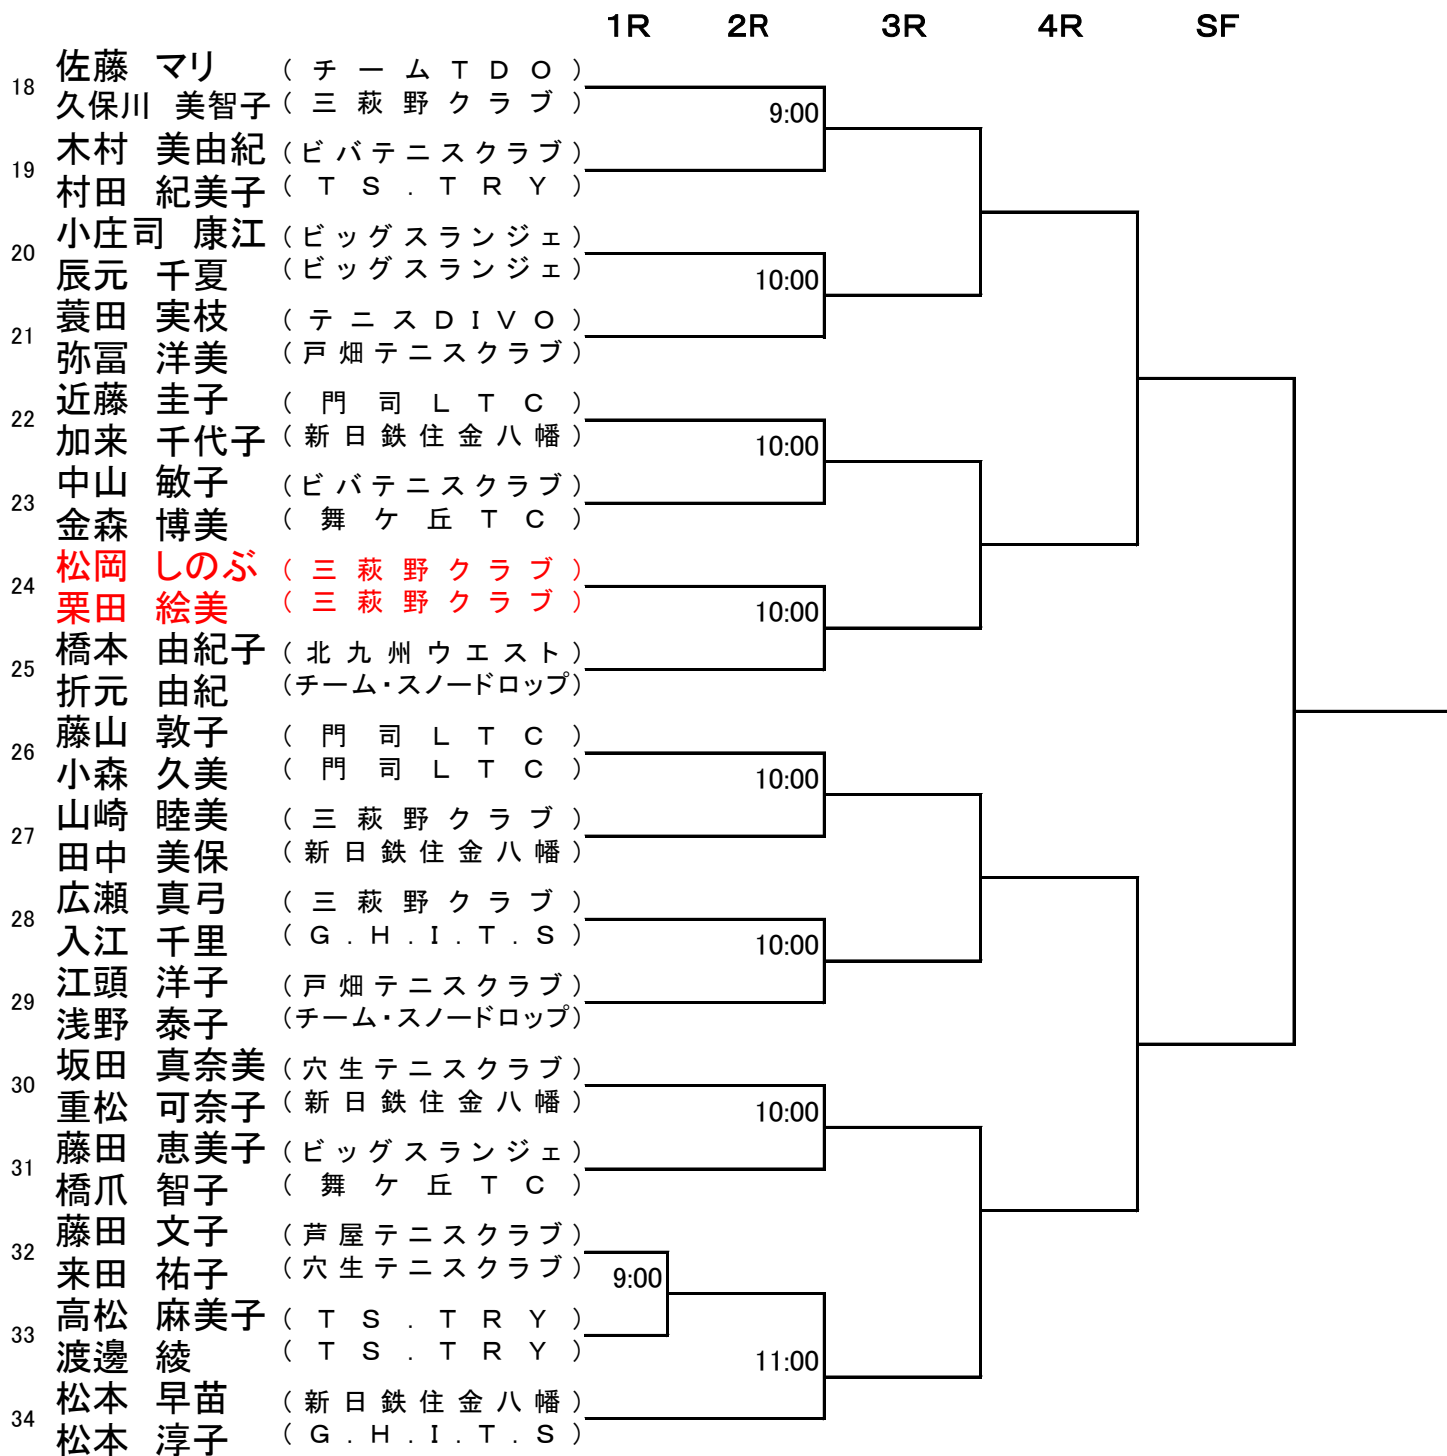 1R 2R 3R 4R SF
18 佐藤 マリ (チームTDO)
久保川 美智子 (三萩野クラブ)
9:00
19 木村 美由紀 (ビバテニスクラブ)
村田 紀美子 (TS.TRY)
20 小庄司 康江 (ビッグスランジェ)
辰元 千夏 (ビッグスランジェ)
10:00
21 蓑田 実枝 (テニスDIVO)
弥冨 洋美 (戸畑テニスクラブ)
22 近藤 圭子 (門司LTC)
加来 千代子 (新日鉄住金八幡)
10:00
23 中山 敏子 (ビバテニスクラブ)
金森 博美 (舞ケ丘TC)
24 松岡 しのぶ (三萩野クラブ)
栗田 絵美 (三萩野クラブ)
10:00
25 橋本 由紀子 (北九州ウエスト)
折元 由紀 (チーム・スノードロップ)
26 藤山 敦子 (門司LTC)
小森 久美 (門司LTC)
10:00
27 山崎 睦美 (三萩野クラブ)
田中 美保 (新日鉄住金八幡)
28 広瀬 真弓 (三萩野クラブ)
入江 千里 (G.H.I.T.S)
10:00
29 江頭 洋子 (戸畑テニスクラブ)
浅野 泰子 (チーム・スノードロップ)
30 坂田 真奈美 (穴生テニスクラブ)
重松 可奈子 (新日鉄住金八幡)
10:00
31 藤田 恵美子 (ビッグスランジェ)
橋爪 智子 (舞ケ丘TC)
32 藤田 文子 (芦屋テニスクラブ)
来田 祐子 (穴生テニスクラブ)
9:00
33 高松 麻美子 (TS.TRY)
渡邊 綾 (TS.TRY)
11:00
34 松本 早苗 (新日鉄住金八幡)
松本 淳子 (G.H.I.T.S)